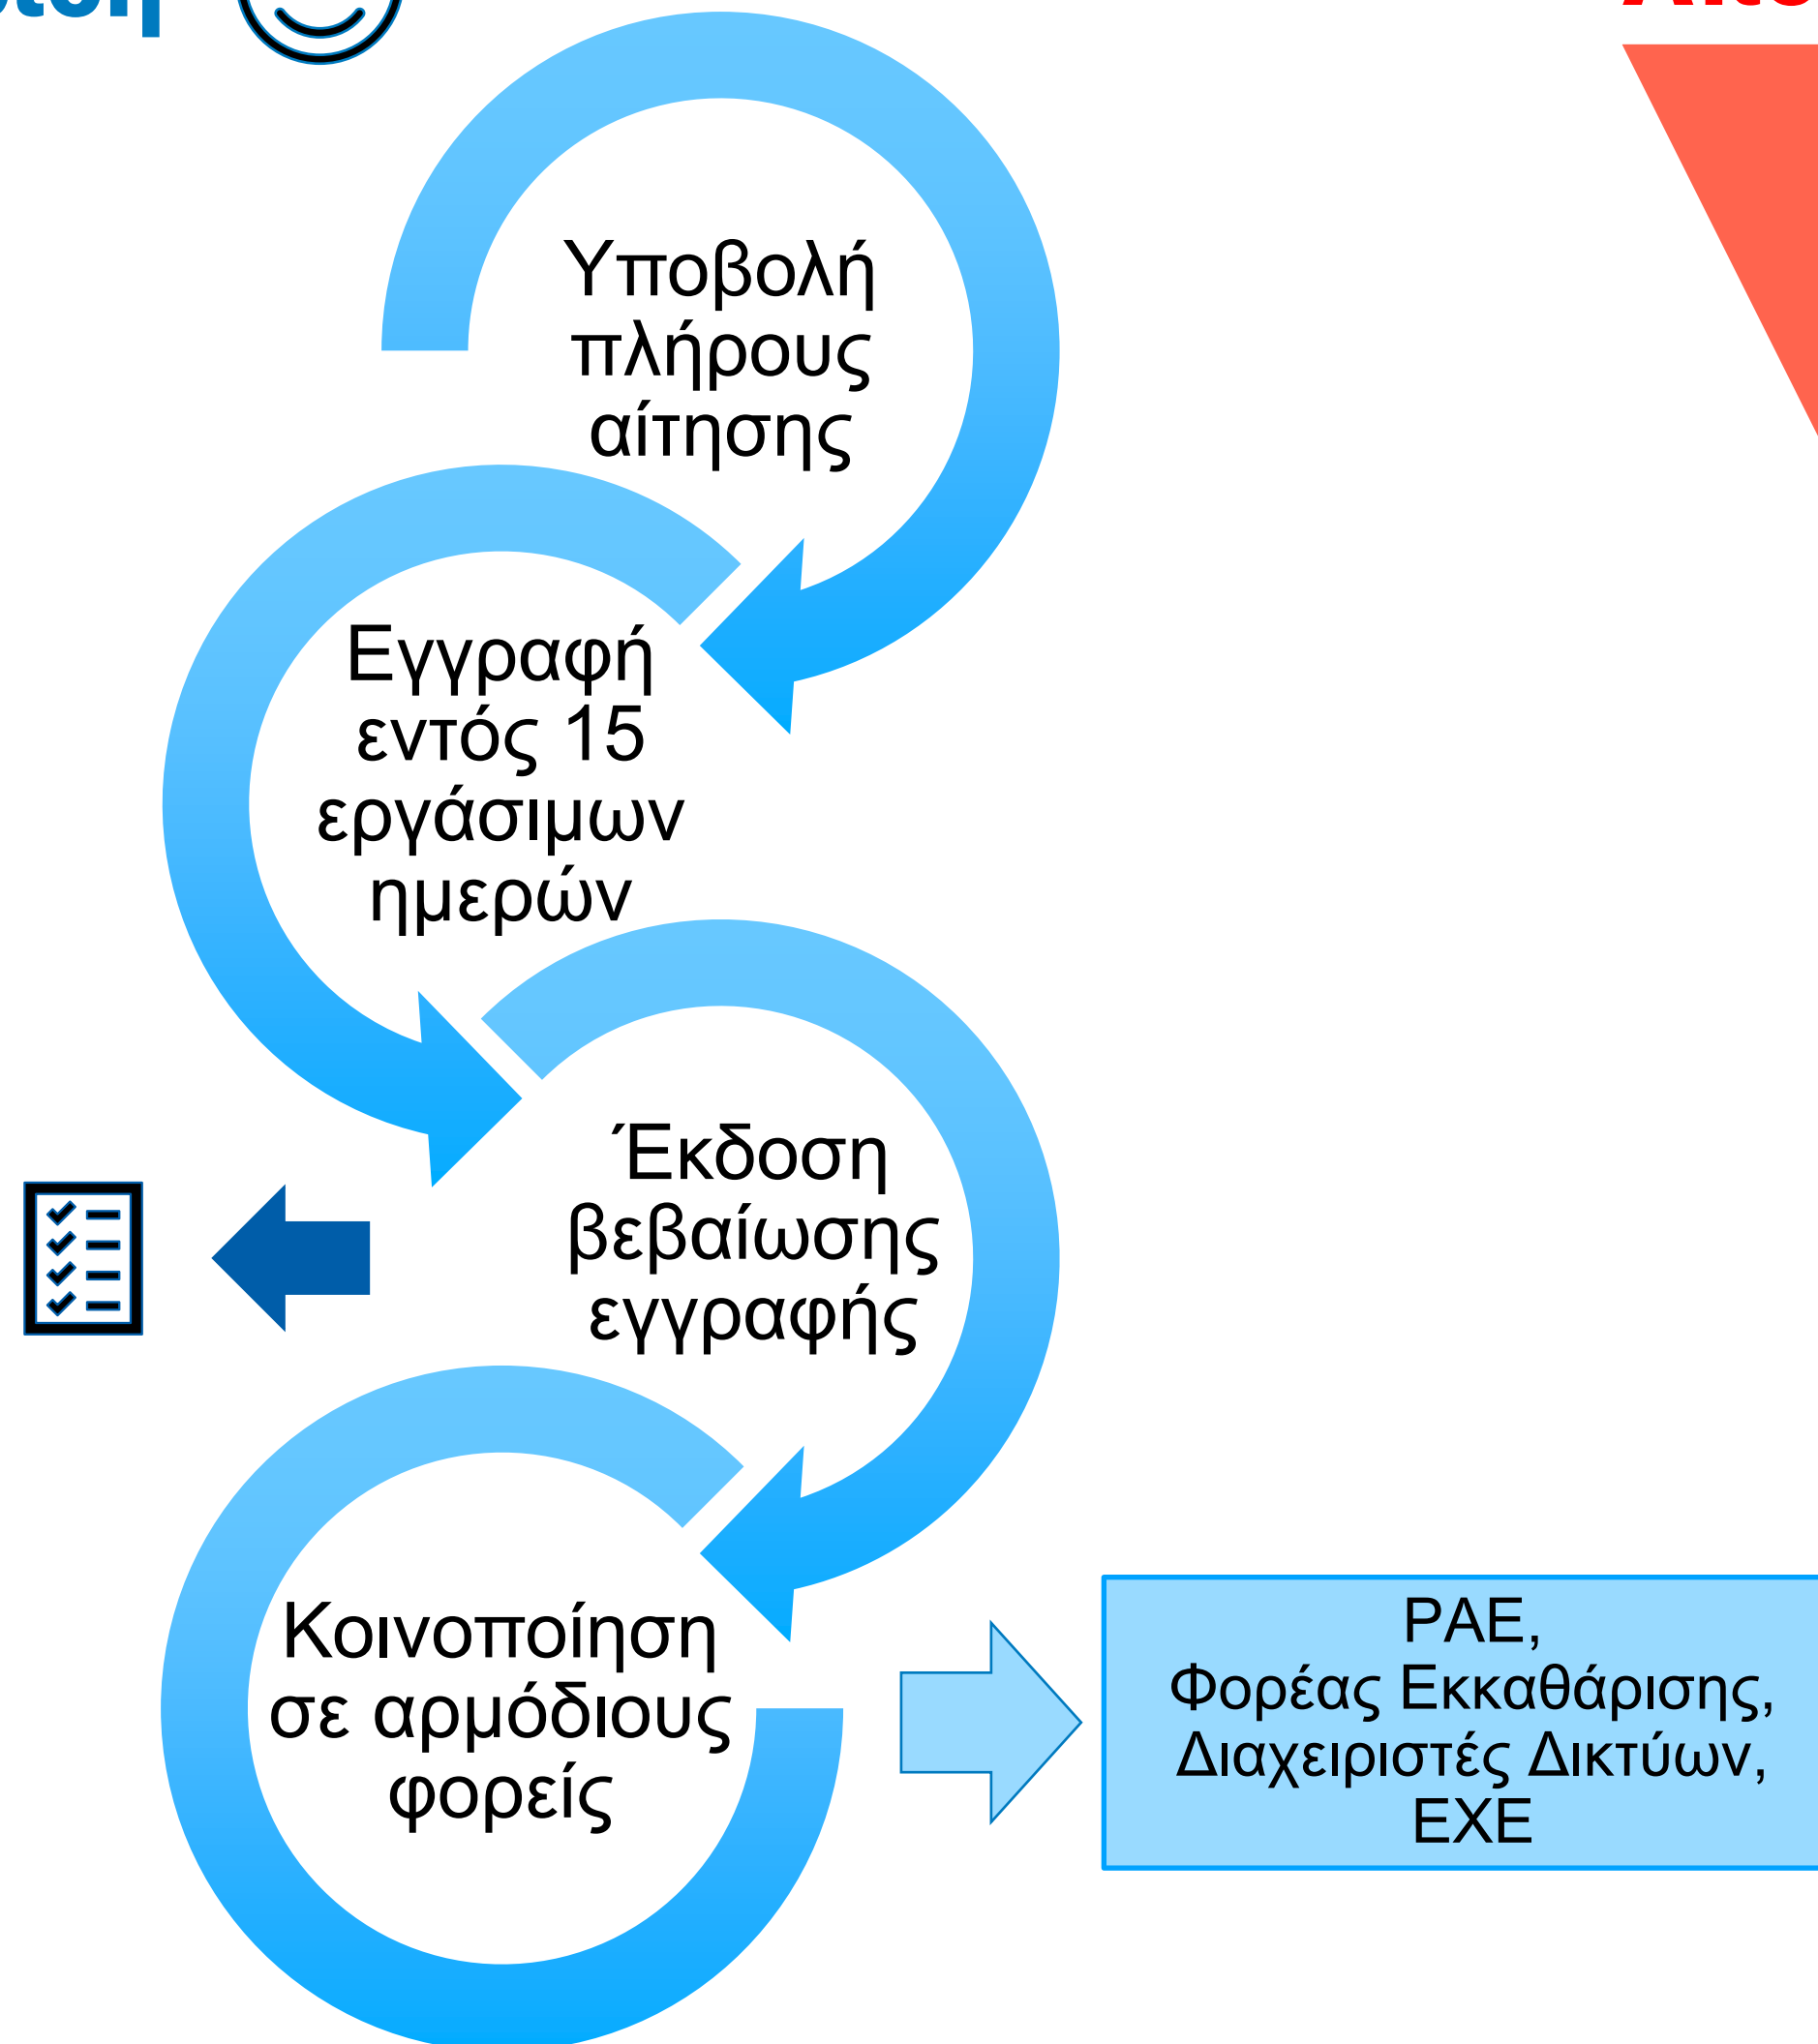 Υποβολή
πλήρους
αίτησης
Εγγραφή
εντός 15
εργάσιμων
ημερών
Έκδοση
βεβαίωσης
εγγραφής
Κοινοποίηση
σε αρμόδιους
φορείς
ΡΑΕ,
Φορέας Εκκαθάρισης,
Διαχειριστές Δικτύων,
ΕΧΕ